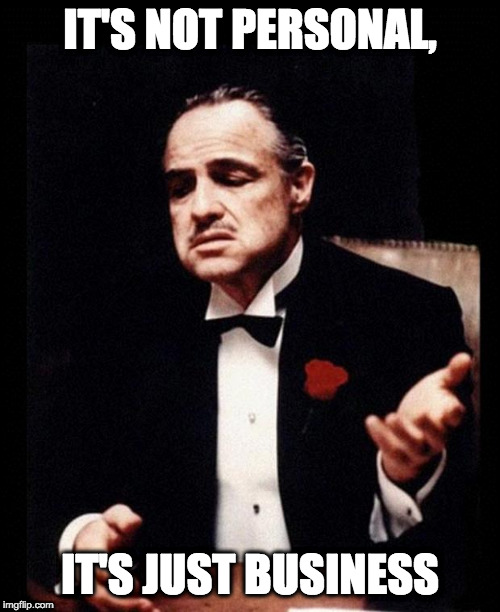 IT'S NOT PERSONAL,
IT'S JUST BUSINESS
imgflip.com